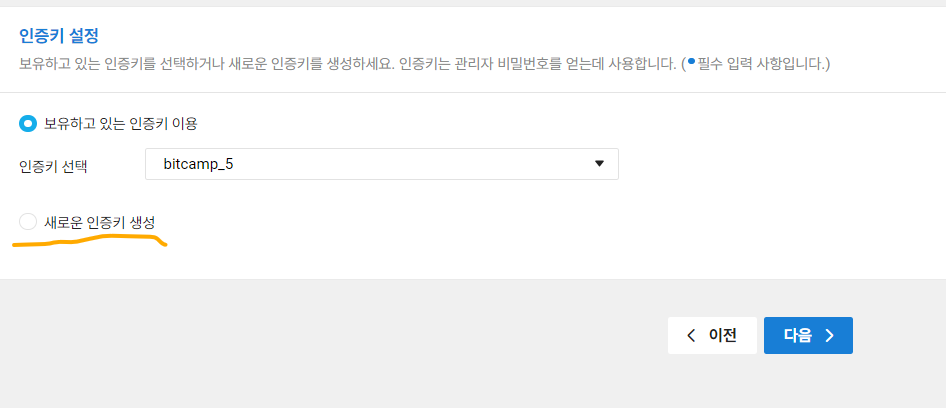 인증키 설정
보유하고 있는 인증키를 선택하거나 새로운 인증키를 생성하세요. 인증키는 관리자 비밀번호를 얻는데 사용합니다. (•필수 입력 사항입니다.)
보유하고 있는 인증키 이용
인증키 선택 bitcamp_5
새로운 인증키 생성
이전 다음